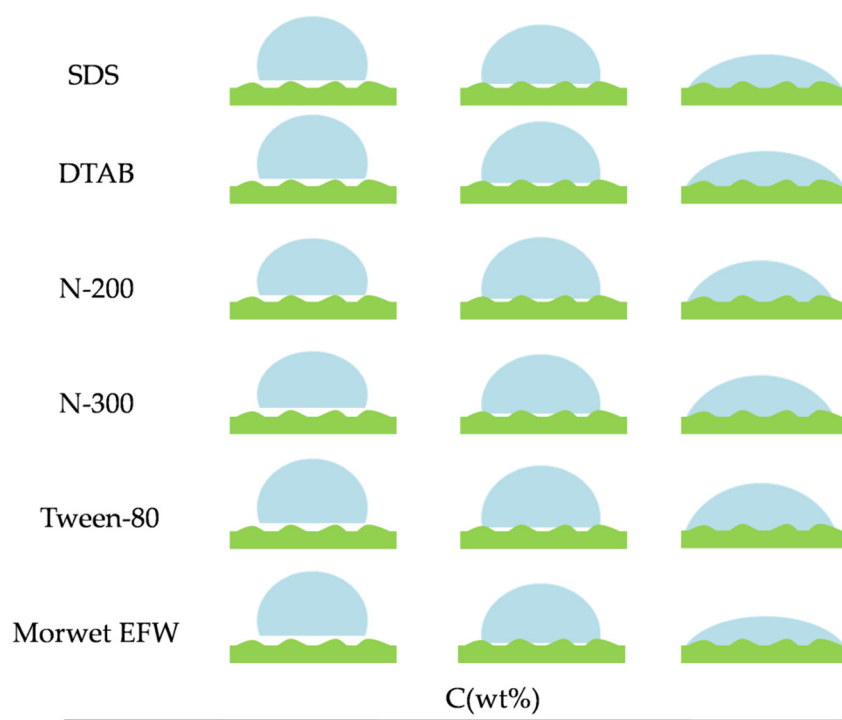 SDS
DTAB
N-200
N-300
Tween-80
Morwet EFW
C(wt%)